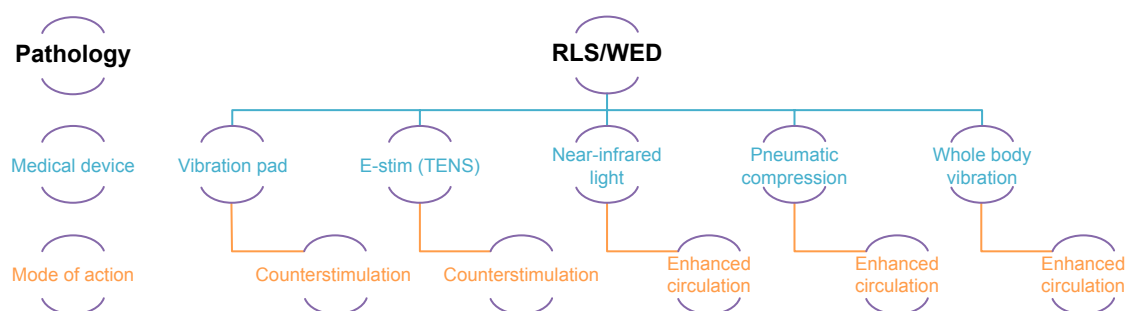 Pathology
RLS/WED
Medical device
Vibration pad
E-stim (TENS)
Near-infrared
light
Pneumatic
compression
Whole body
vibration
Mode of action
Counterstimulation
Counterstimulation
Enhanced
circulation
Enhanced
circulation
Enhanced
circulation